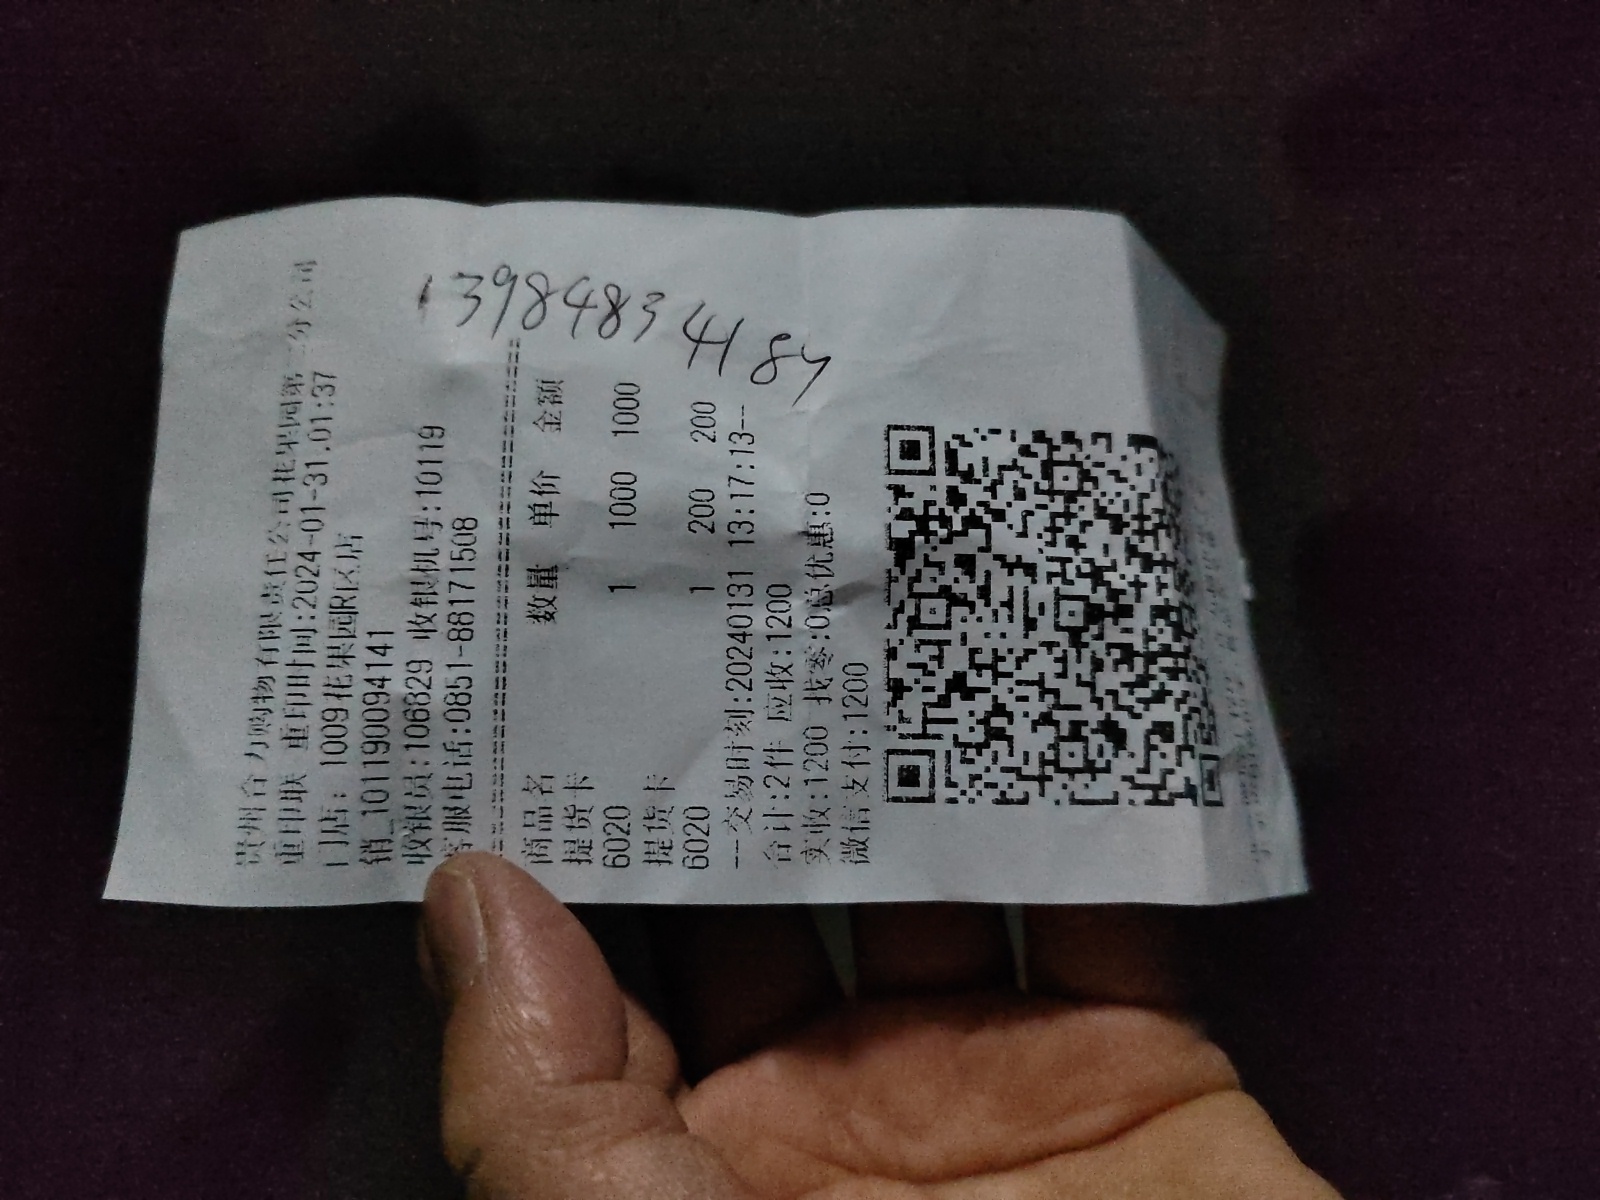 13984834184
贵州合力购物有限责任公司花果园第二分公司
重印联 重印时间:2024-01-31.01:37
门店: 1009花果园R区店
销_101191009094141
收银员:1068829 收银机号:10119
客服电话:0851-88171508
商品名 数量 单价 金额
提货卡
6020 1 1000 1000
提货卡
6020 1 200 200
--交易时刻:20240131 13:17:13--
合计:2件 应收:1200
实收:1200 找零:0总优惠:0
微信支付:1200